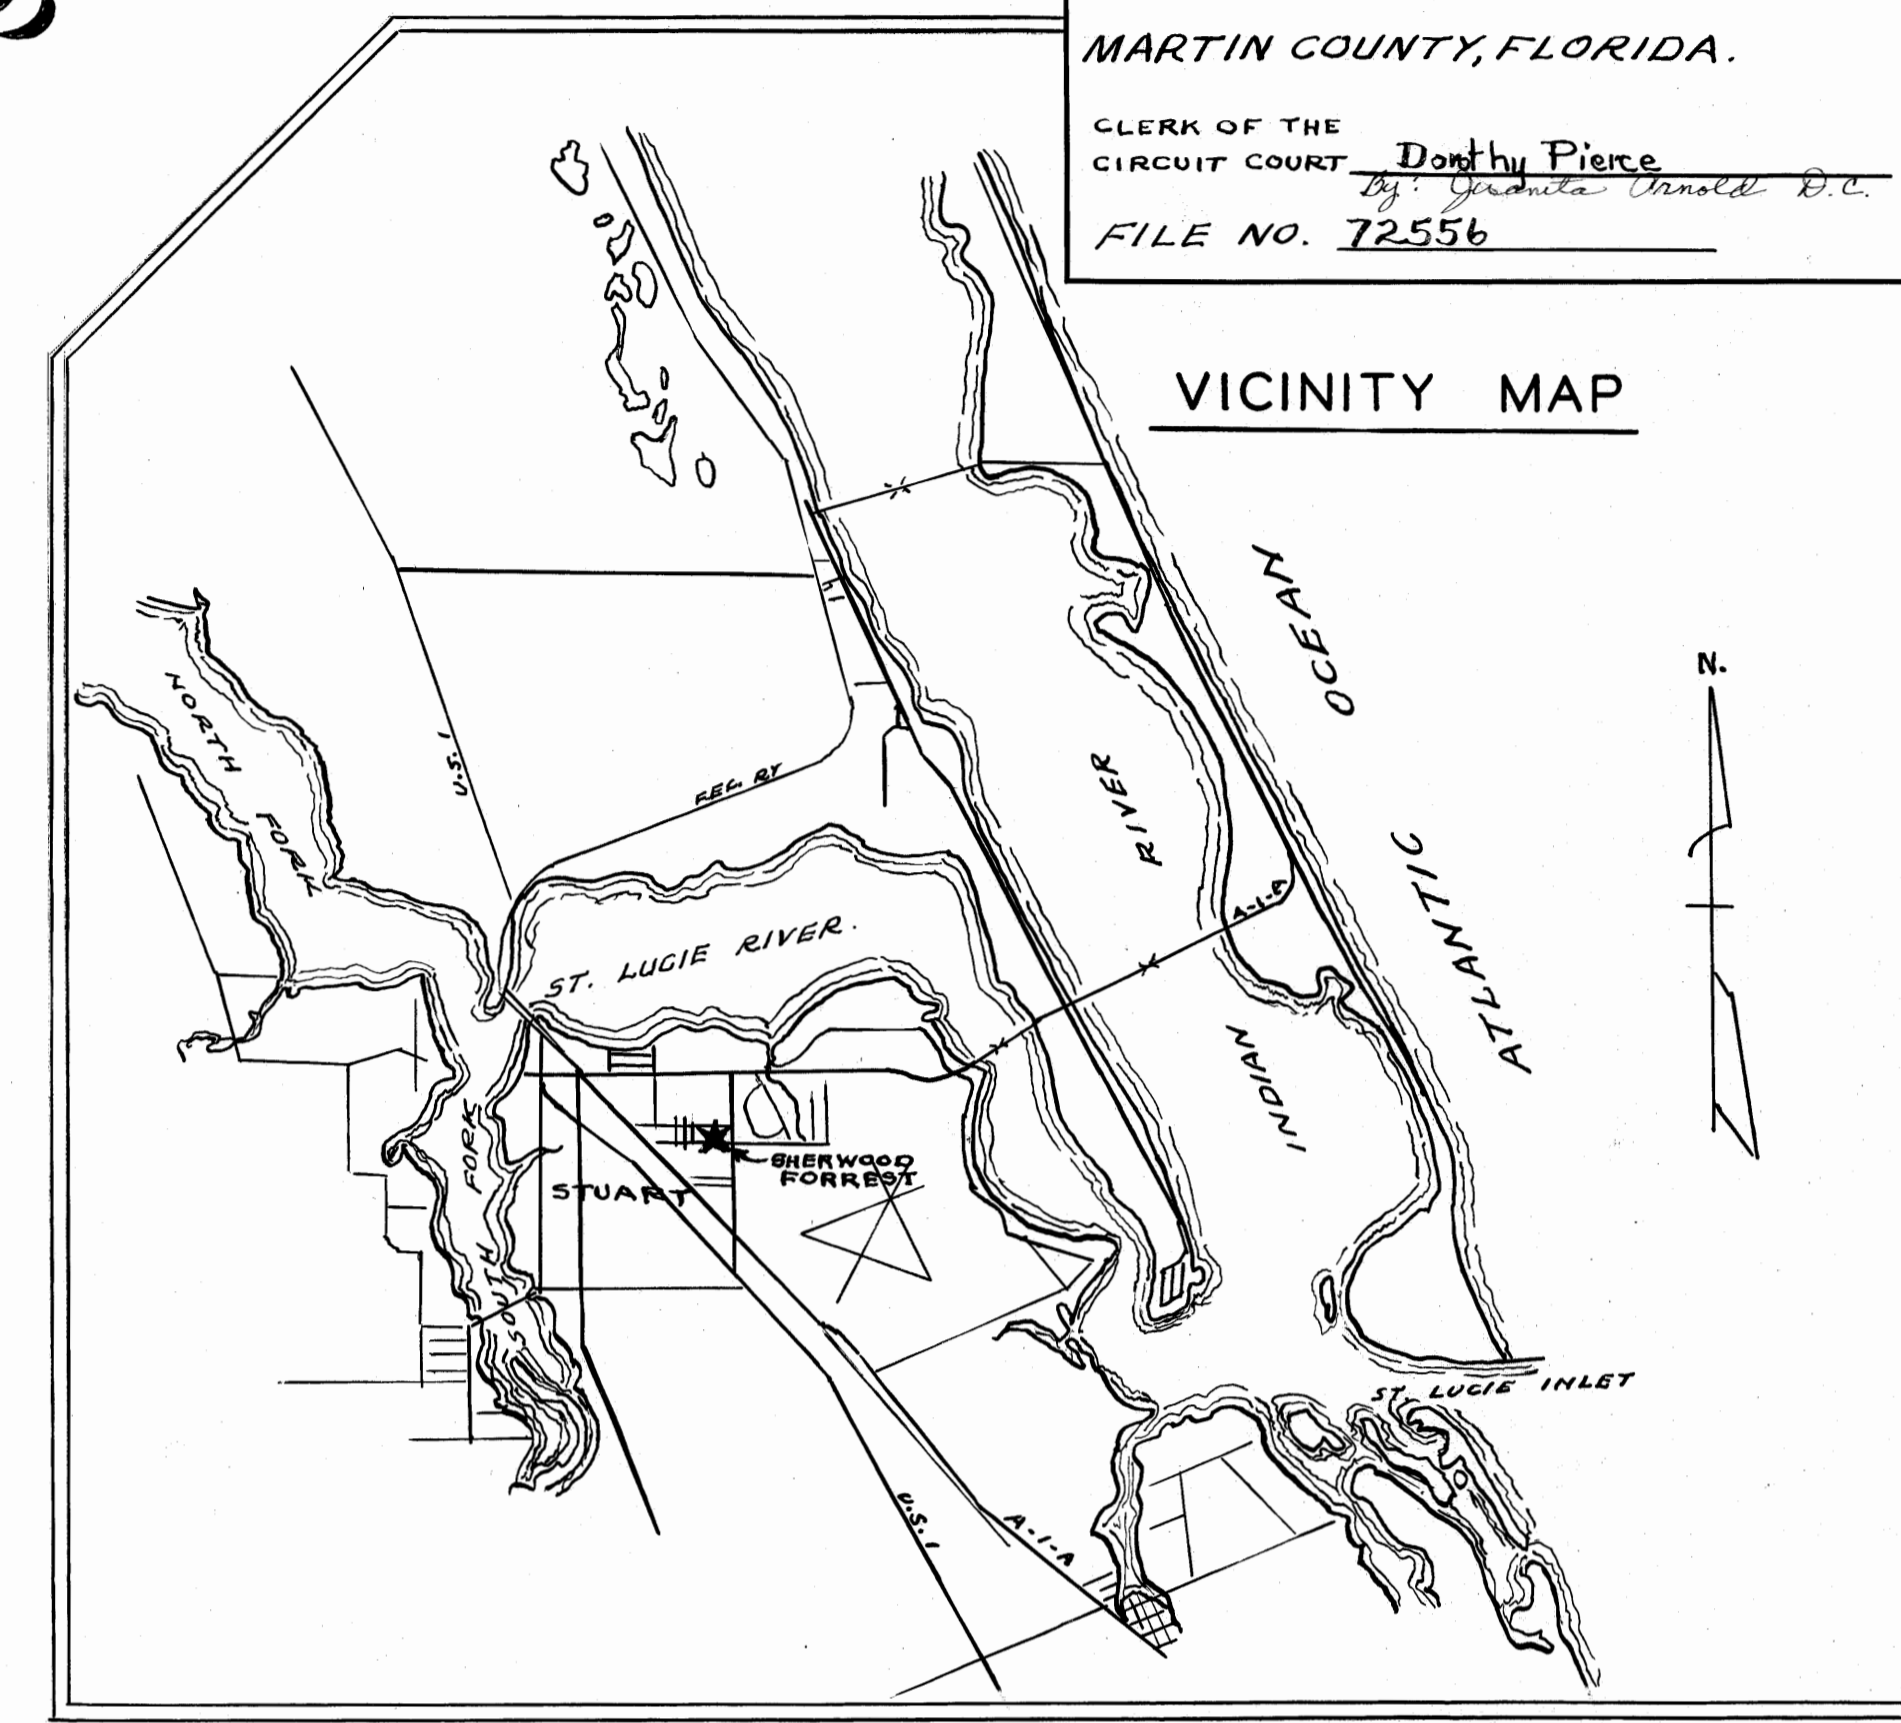 MARTIN COUNTY, FLORIDA.
CLERK OF THE
CIRCUIT COURT Dorothy Pierce
By: Juanita Arnold D.C.
FILE NO. 72556
VICINITY MAP
OCEAN
ATLANTIC
N.
NORTH
FORK
U.S. 1
F.E.C. RY
RIVER
INDIAN
A-1-A
ST. LUCIE RIVER.
SOUTH FORK
STUART
SHERWOOD
FORREST
ST. LUCIE INLET
U.S. 1
A-1-A